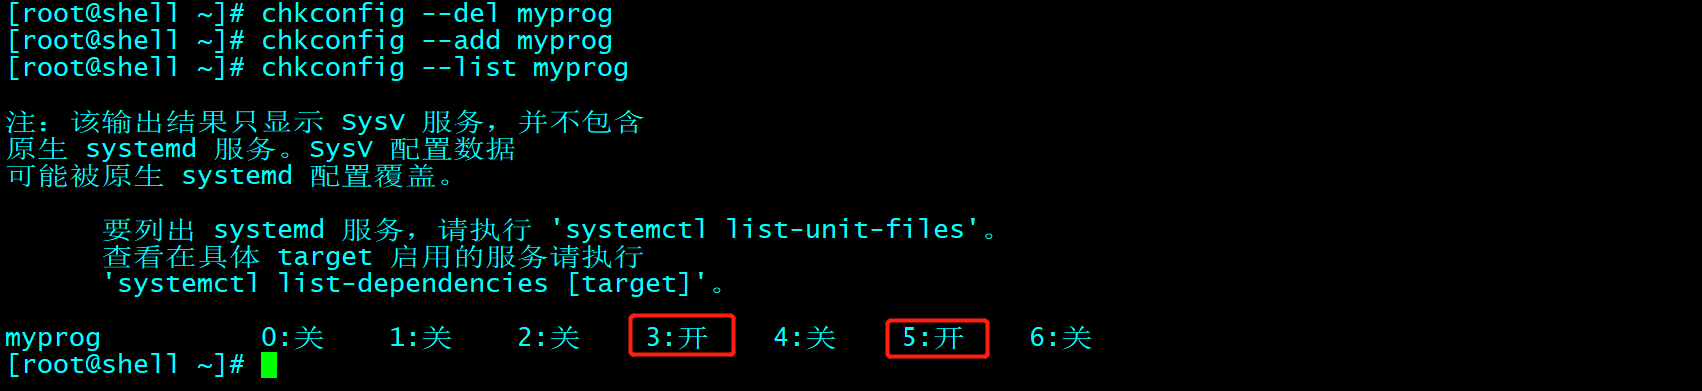 [root@shell ~]# chkconfig --del myprog
[root@shell ~]# chkconfig --add myprog
[root@shell ~]# chkconfig --list myprog
注：该输出结果只显示 SysV 服务，并不包含
原生 systemd 服务。SysV 配置数据
可能被原生 systemd 配置覆盖。
要列出 systemd 服务，请执行 'systemctl list-unit-files'。
查看在具体 target 启用的服务请执行
'systemctl list-dependencies [target]'。
myprog 0:关 1:关 2:关 3:开 4:关 5:开 6:关
[root@shell ~]#